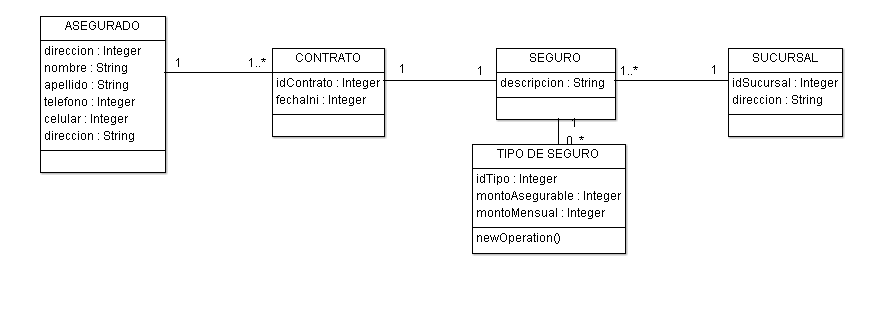 ASEGURADO
direccion : Integer
nombre : String
apellido : String
telefono : Integer
celular : Integer
direccion : String
1
1..*
CONTRATO
idContrato : Integer
fechaIni : Integer
1
1
SEGURO
descripcion : String
1..*
1
SUCURSAL
idSucursal : Integer
direccion : String
1
0..*
TIPO DE SEGURO
idTipo : Integer
montoAsegurable : Integer
montoMensual : Integer
newOperation()